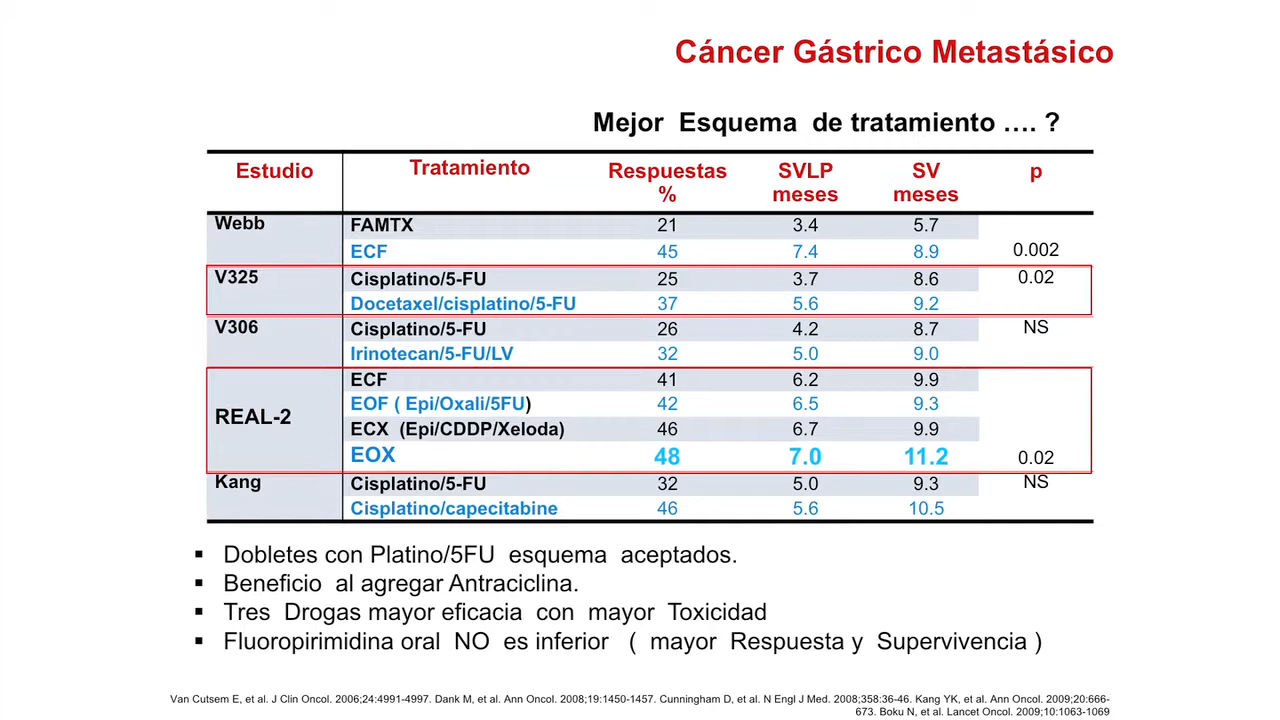 Cáncer Gástrico Metastásico
Mejor Esquema de tratamiento …. ?
Estudio Tratamiento Respuestas % SVLP meses SV meses p
Webb FAMTX 21 3.4 5.7
ECF 45 7.4 8.9 0.002
V325 Cisplatino/5-FU 25 3.7 8.6 0.02
Docetaxel/cisplatino/5-FU 37 5.6 9.2
V306 Cisplatino/5-FU 26 4.2 8.7 NS
Irinotecan/5-FU/LV 32 5.0 9.0
ECF 41 6.2 9.9
REAL-2 EOF ( Epi/Oxali/5FU) 42 6.5 9.3
ECX (Epi/CDDP/Xeloda) 46 6.7 9.9
EOX 48 7.0 11.2 0.02
Kang Cisplatino/5-FU 32 5.0 9.3 NS
Cisplatino/capecitabine 46 5.6 10.5
▪ Dobletes con Platino/5FU esquema aceptados.
▪ Beneficio al agregar Antraciclina.
▪ Tres Drogas mayor eficacia con mayor Toxicidad
▪ Fluoropirimidina oral NO es inferior ( mayor Respuesta y Supervivencia )
Van Cutsem E, et al. J Clin Oncol. 2006;24:4991-4997. Dank M, et al. Ann Oncol. 2008;19:1450-1457. Cunningham D, et al. N Engl J Med. 2008;358:36-46. Kang YK, et al. Ann Oncol. 2009;20:666-
673. Boku N, et al. Lancet Oncol. 2009;10:1063-1069